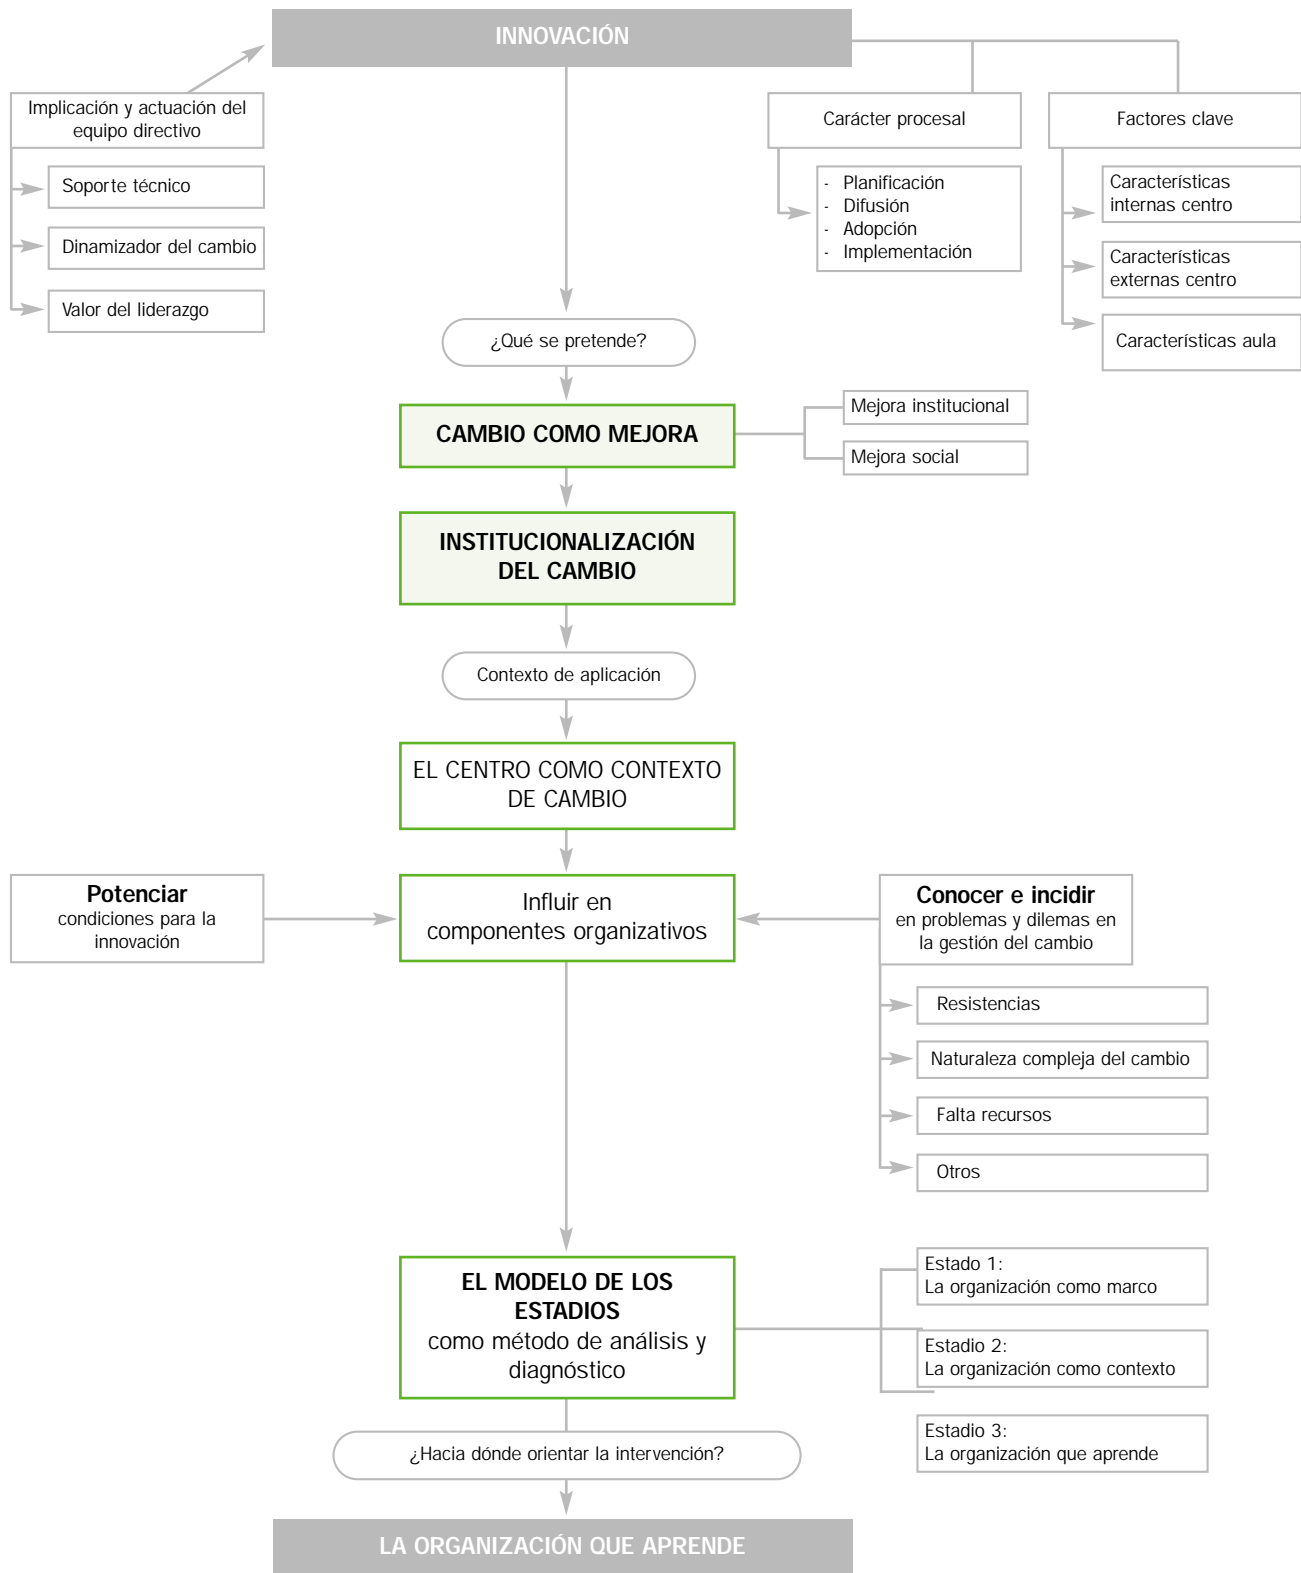 INNOVACIÓN
Implicación y actuación del
equipo directivo
Soporte técnico
Dinamizador del cambio
Valor del liderazgo
Carácter procesal
- Planificación
- Difusión
- Adopción
- Implementación
Factores clave
Características
internas centro
Características
externas centro
Características aula
¿Qué se pretende?
CAMBIO COMO MEJORA
Mejora institucional
Mejora social
INSTITUCIONALIZACIÓN
DEL CAMBIO
Contexto de aplicación
EL CENTRO COMO CONTEXTO
DE CAMBIO
Potenciar
condiciones para la
innovación
Influir en
componentes organizativos
Conocer e incidir
en problemas y dilemas en
la gestión del cambio
Resistencias
Naturaleza compleja del cambio
Falta recursos
Otros
EL MODELO DE LOS
ESTADIOS
como método de análisis y
diagnóstico
Estado 1:
La organización como marco
Estadio 2:
La organización como contexto
Estadio 3:
La organización que aprende
¿Hacia dónde orientar la intervención?
LA ORGANIZACIÓN QUE APRENDE